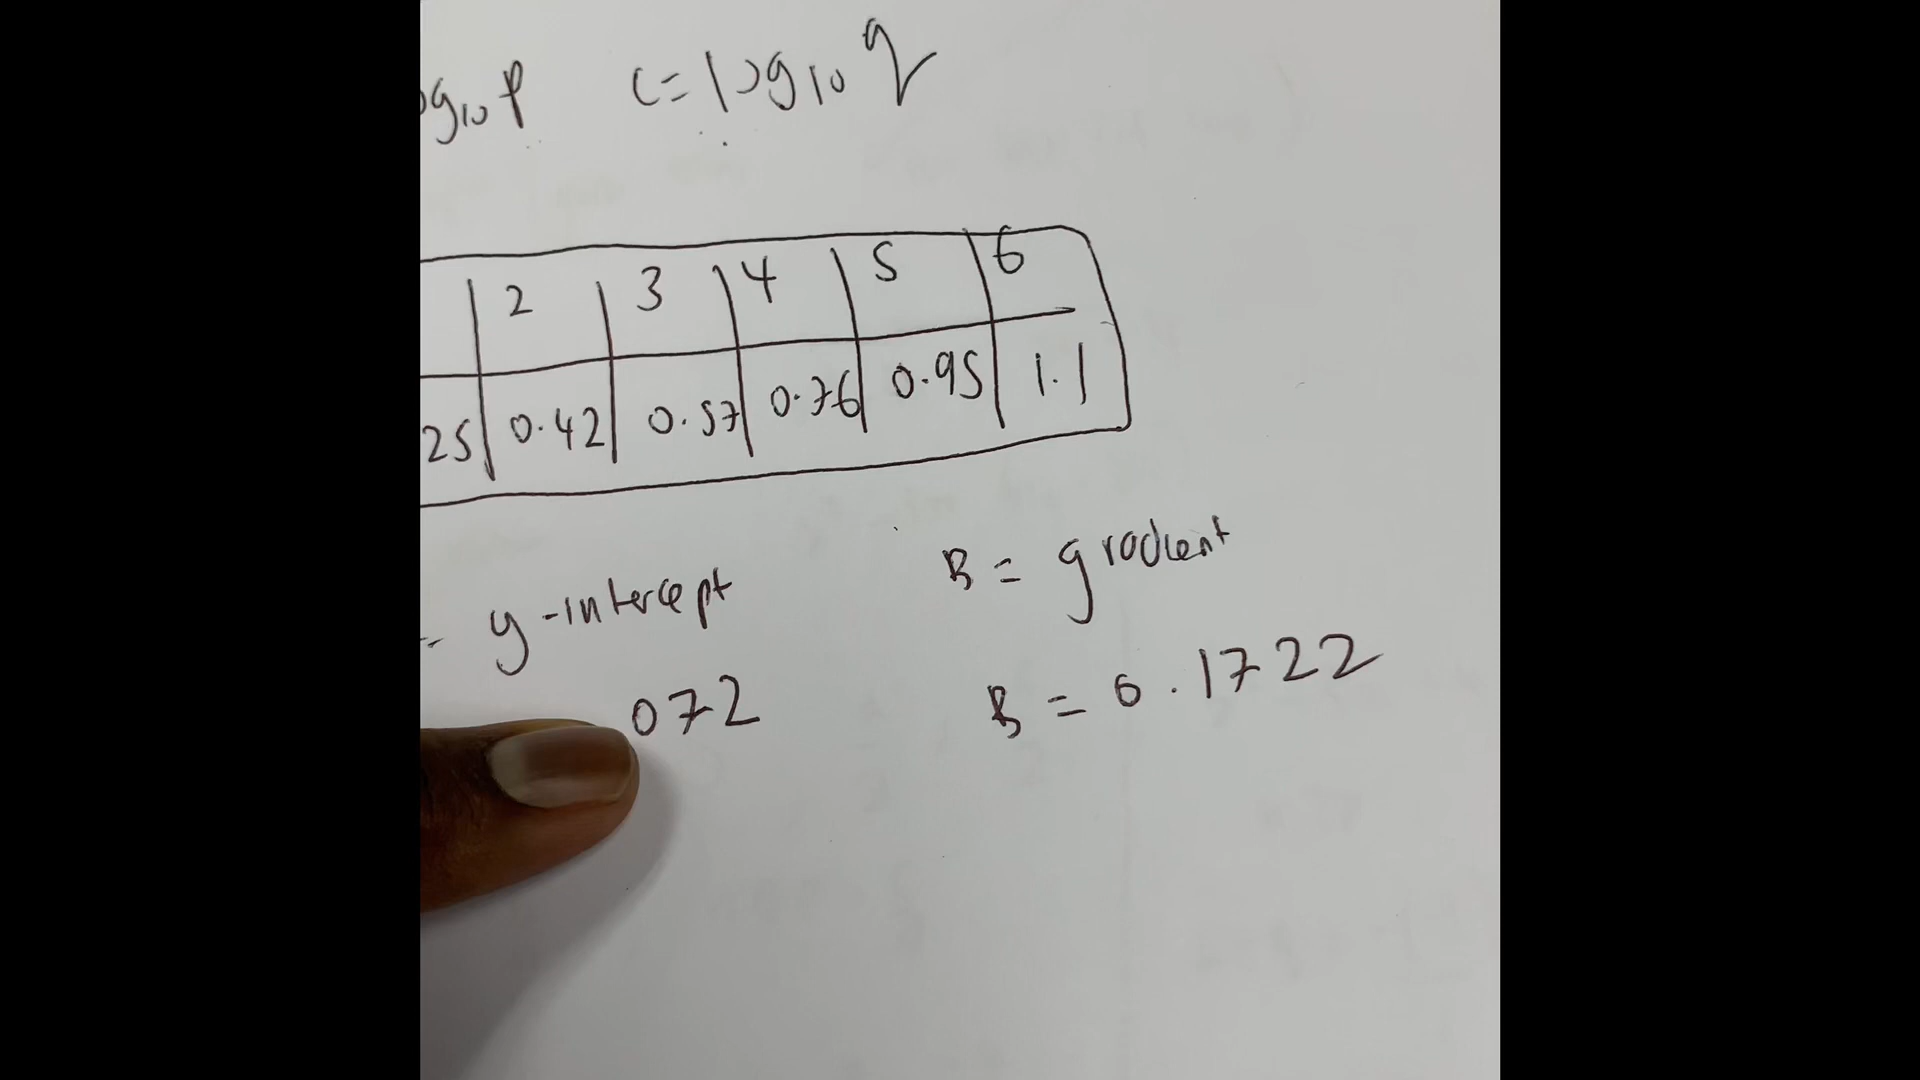 og10 p c = log10 q
2 3 4 5 6
25 0.42 0.57 0.76 0.95 1.1
B = gradient
= y-intercept
072 B = 0.1722